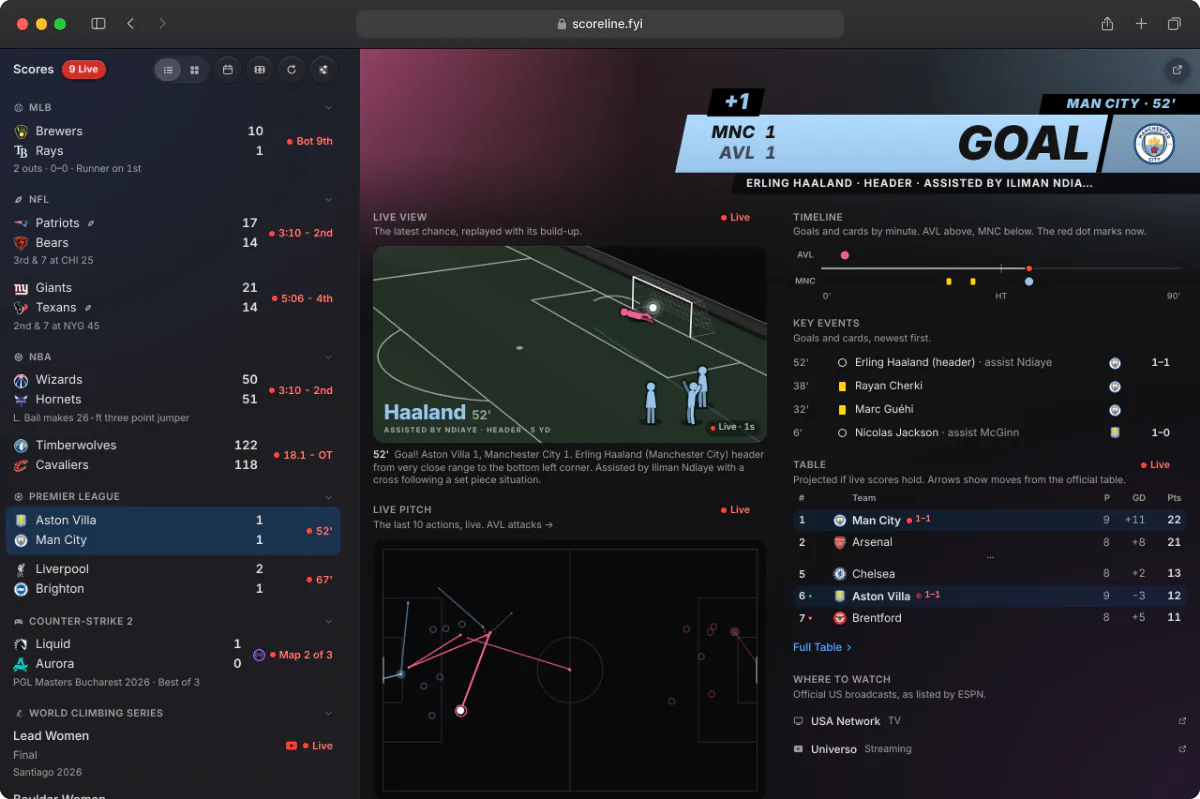 scoreline.fyi
Scores
9 Live
MLB
Brewers 10
Rays 1
Bot 9th
2 outs · 0–0 · Runner on 1st
NFL
Patriots 17
Bears 14
3:10 - 2nd
3rd & 7 at CHI 25
Giants 21
Texans 14
5:06 - 4th
2nd & 7 at NYG 45
NBA
Wizards 50
Hornets 51
3:10 - 2nd
L. Ball makes 26-ft three point jumper
Timberwolves 122
Cavaliers 118
18.1 - OT
PREMIER LEAGUE
Aston Villa 1
Man City 1
52'
Liverpool 2
Brighton 1
67'
COUNTER-STRIKE 2
Liquid 1
Aurora 0
Map 2 of 3
PGL Masters Bucharest 2026 · Best of 3
WORLD CLIMBING SERIES
Lead Women
Final
Live
Santiago 2026
Boulder Women
+1
MAN CITY · 52'
MNC 1
AVL 1
GOAL
ERLING HAALAND · HEADER · ASSISTED BY ILIMAN NDIA...
LIVE VIEW
Live
The latest chance, replayed with its build-up.
Haaland 52'
ASSISTED BY NDIAYE · HEADER · 5 YD
Live · 1s
52' Goal! Aston Villa 1, Manchester City 1. Erling Haaland (Manchester City) header
from very close range to the bottom left corner. Assisted by Iliman Ndiaye with a
cross following a set piece situation.
LIVE PITCH
Live
The last 10 actions, live. AVL attacks →
TIMELINE
Goals and cards by minute. AVL above, MNC below. The red dot marks now.
AVL
MNC
0' HT 90'
KEY EVENTS
Goals and cards, newest first.
52' Erling Haaland (header) · assist Ndiaye 1–1
38' Rayan Cherki
32' Marc Guéhi
6' Nicolas Jackson · assist McGinn 1–0
TABLE
Live
Projected if live scores hold. Arrows show moves from the official table.
# Team P GD Pts
1 Man City 1–1 9 +11 22
2 Arsenal 8 +8 21
...
5 Chelsea 8 +2 13
6 Aston Villa 1–1 9 -3 12
7 Brentford 8 +5 11
Full Table >
WHERE TO WATCH
Official US broadcasts, as listed by ESPN.
USA Network TV
Universo Streaming